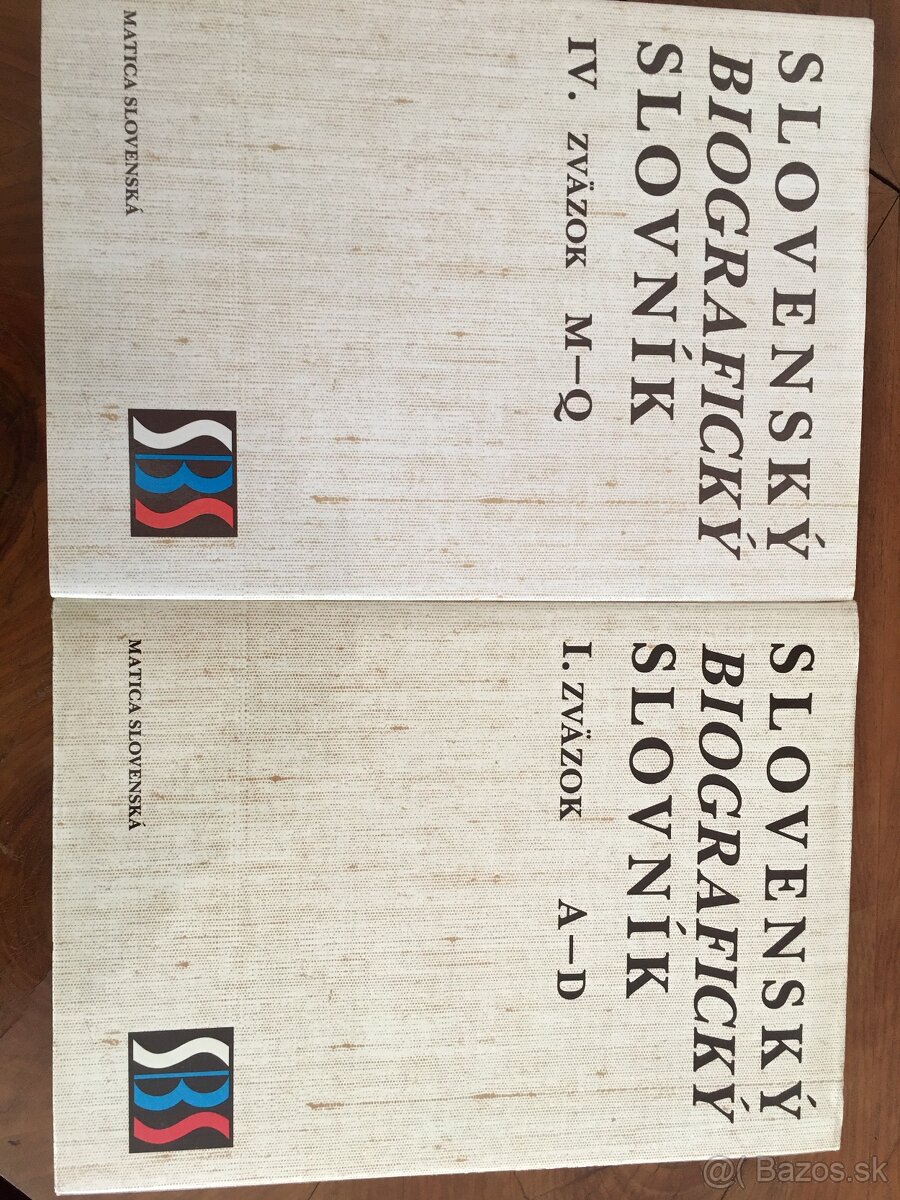 SLOVENSKÝ
BIOGRAFICKÝ
SLOVNÍK
IV. ZVÄZOK M—Q
SBS
MATICA SLOVENSKÁ
SLOVENSKÝ
BIOGRAFICKÝ
SLOVNÍK
I. ZVÄZOK A—D
SBS
MATICA SLOVENSKÁ
@( Bazos.sk